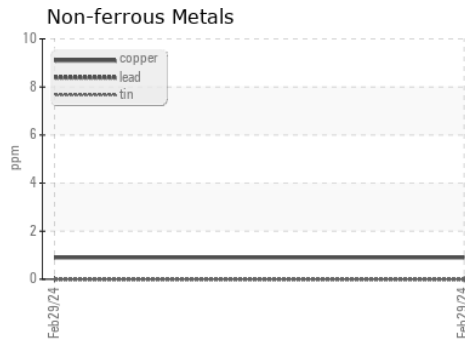 Non-ferrous Metals
10
copper
lead
tin
8
6
ppm
4
2
0
Feb29/24
Feb29/24